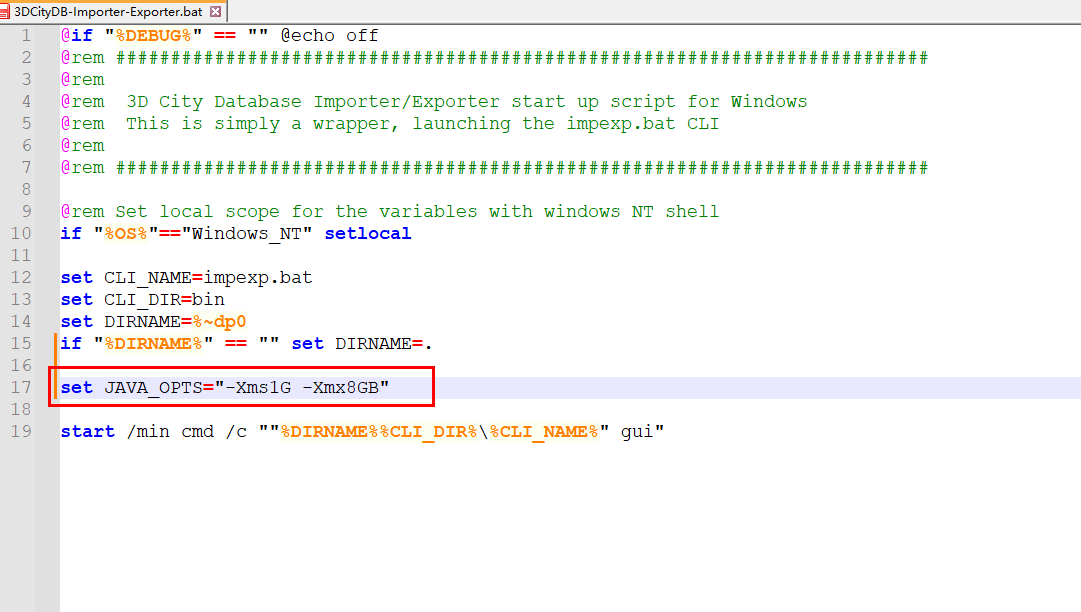 3DCityDB-Importer-Exporter.bat
1 @if "%DEBUG%" == "" @echo off
2 @rem ##########################################################################
3 @rem
4 @rem  3D City Database Importer/Exporter start up script for Windows
5 @rem  This is simply a wrapper, launching the impexp.bat CLI
6 @rem
7 @rem ##########################################################################
8
9 @rem Set local scope for the variables with windows NT shell
10 if "%OS%"=="Windows_NT" setlocal
11
12 set CLI_NAME=impexp.bat
13 set CLI_DIR=bin
14 set DIRNAME=%~dp0
15 if "%DIRNAME%" == "" set DIRNAME=.
16
17 set JAVA_OPTS="-Xms1G -Xmx8GB"
18
19 start /min cmd /c ""%DIRNAME%%CLI_DIR%\%CLI_NAME%" gui"